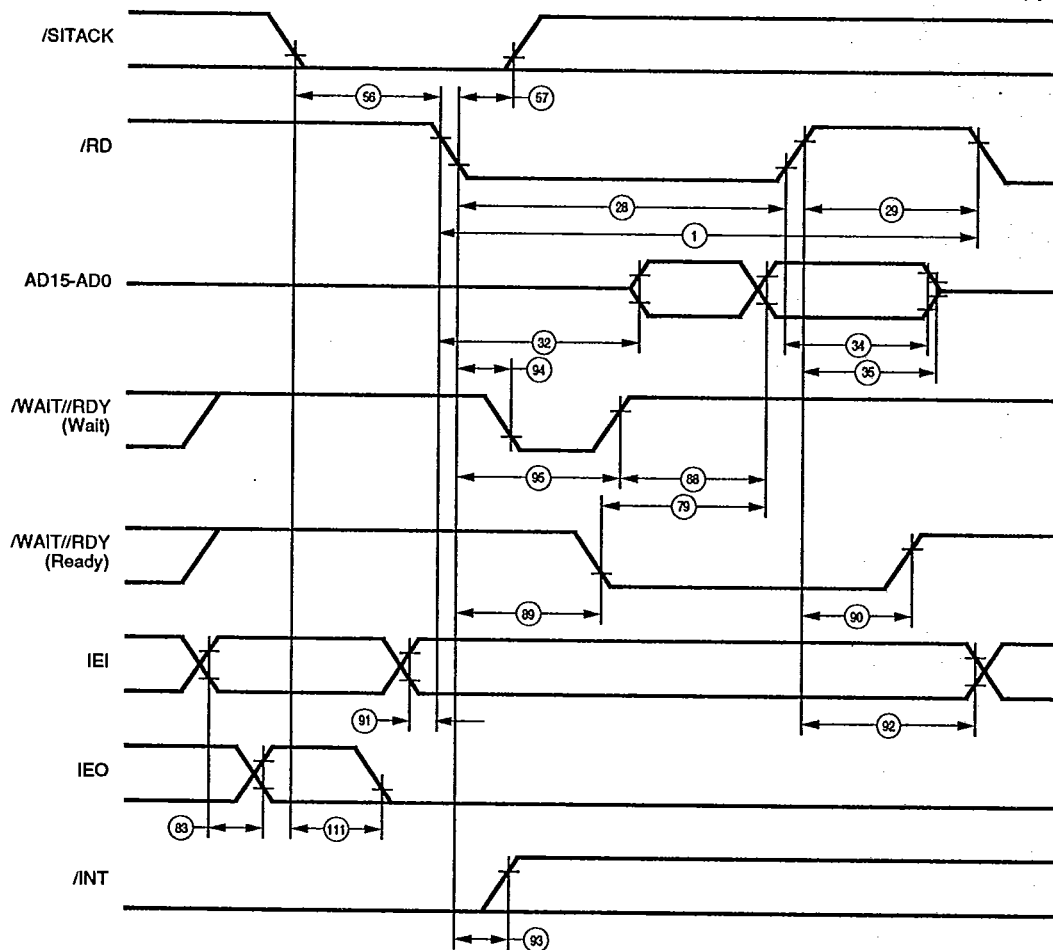 /SITACK
56
57
/RD
28
29
1
AD15-AD0
32
34
94
35
/WAIT//RDY
(Wait)
95
88
79
/WAIT//RDY
(Ready)
89
90
IEI
91
92
IEO
83
111
/INT
93